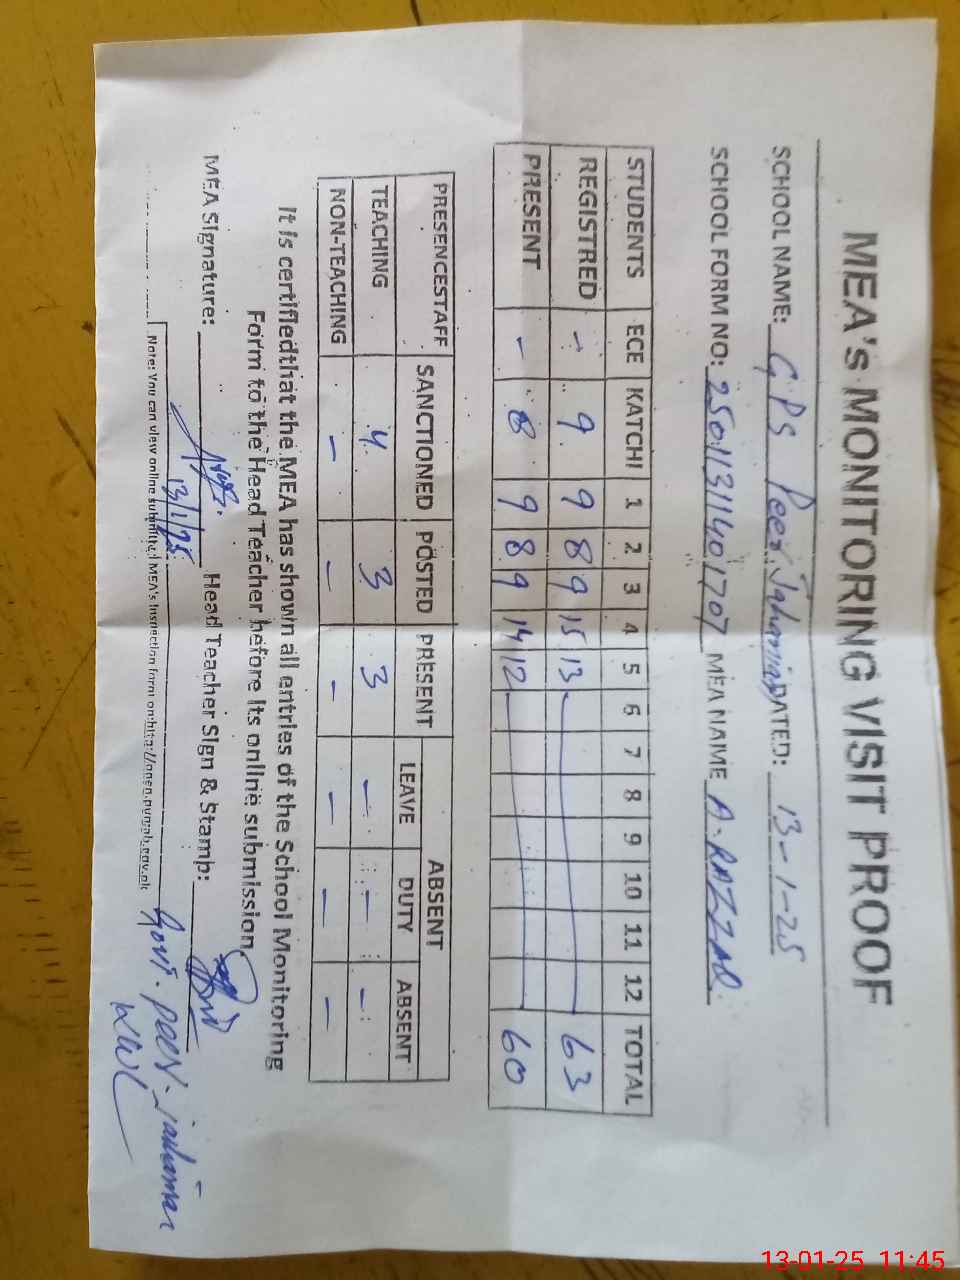 MEA's MONITORING VISIT PROOF
SCHOOL NAME: GPS Peer Jahanian DATED: 13-1-25
SCHOOL FORM NO: 25011311401707 MEA NAME A. RAZZAQ.
STUDENTS ECE KATCHI 1 2 3 4 5 6 7 8 9 10 11 12 TOTAL
REGISTRED - 9 9 8 9 15 13 63
PRESENT - 8 9 8 9 14 12 60
PRESENCESTAFF SANCTIONED POSTED PRESENT ABSENT
LEAVE DUTY ABSENT
TEACHING 4 3 3 - - -
NON-TEACHING - - - - - -
It is certifiedthat the MEA has shown all entries of the School Monitoring
Form to the Head Teacher before its online submission.
MEA Signature: Head Teacher Sign & Stamp:
13/1/25
Govt. peer. jahanian
KWL
Note: You can view online submitted MEA's Inspection form on:
13-01-25 11:45